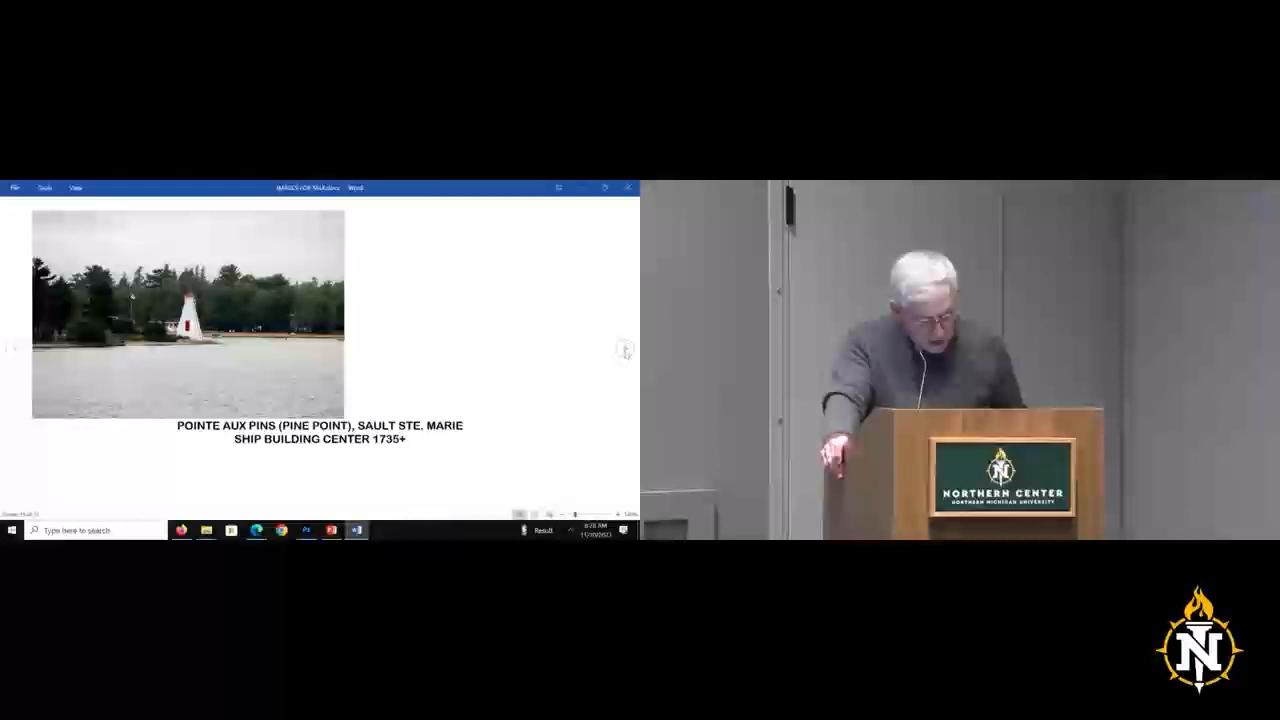 File Tools View
Word
POINTE AUX PINS (PINE POINT), SAULT STE. MARIE
SHIP BUILDING CENTER 1735+
Type here to search
Result
N
NORTHERN CENTER
NORTHERN MICHIGAN UNIVERSITY
N